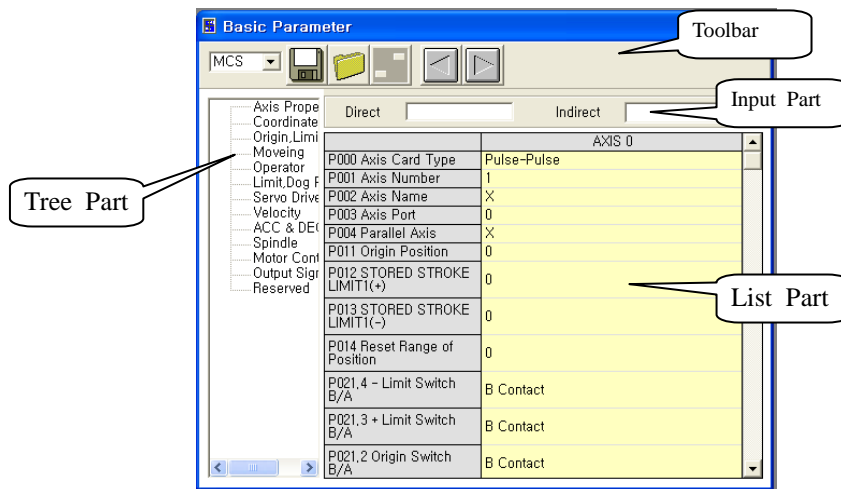 Basic Parameter
Toolbar
MCS
Input Part
Direct
Indirect
Tree Part
Axis Prope
Coordinate
Origin,Limi
Moveing
Operator
Limit,Dog F
Servo Drive
Velocity
ACC & DE(
Spindle
Motor Cont
Output Sigr
Reserved
AXIS 0
P000 Axis Card Type Pulse-Pulse
P001 Axis Number 1
P002 Axis Name X
P003 Axis Port 0
P004 Parallel Axis X
P011 Origin Position 0
P012 STORED STROKE
LIMIT1(+) 0
P013 STORED STROKE
LIMIT1(-) 0
P014 Reset Range of
Position 0
P021,4 - Limit Switch
B/A B Contact
P021,3 + Limit Switch
B/A B Contact
P021,2 Origin Switch
B/A B Contact
List Part